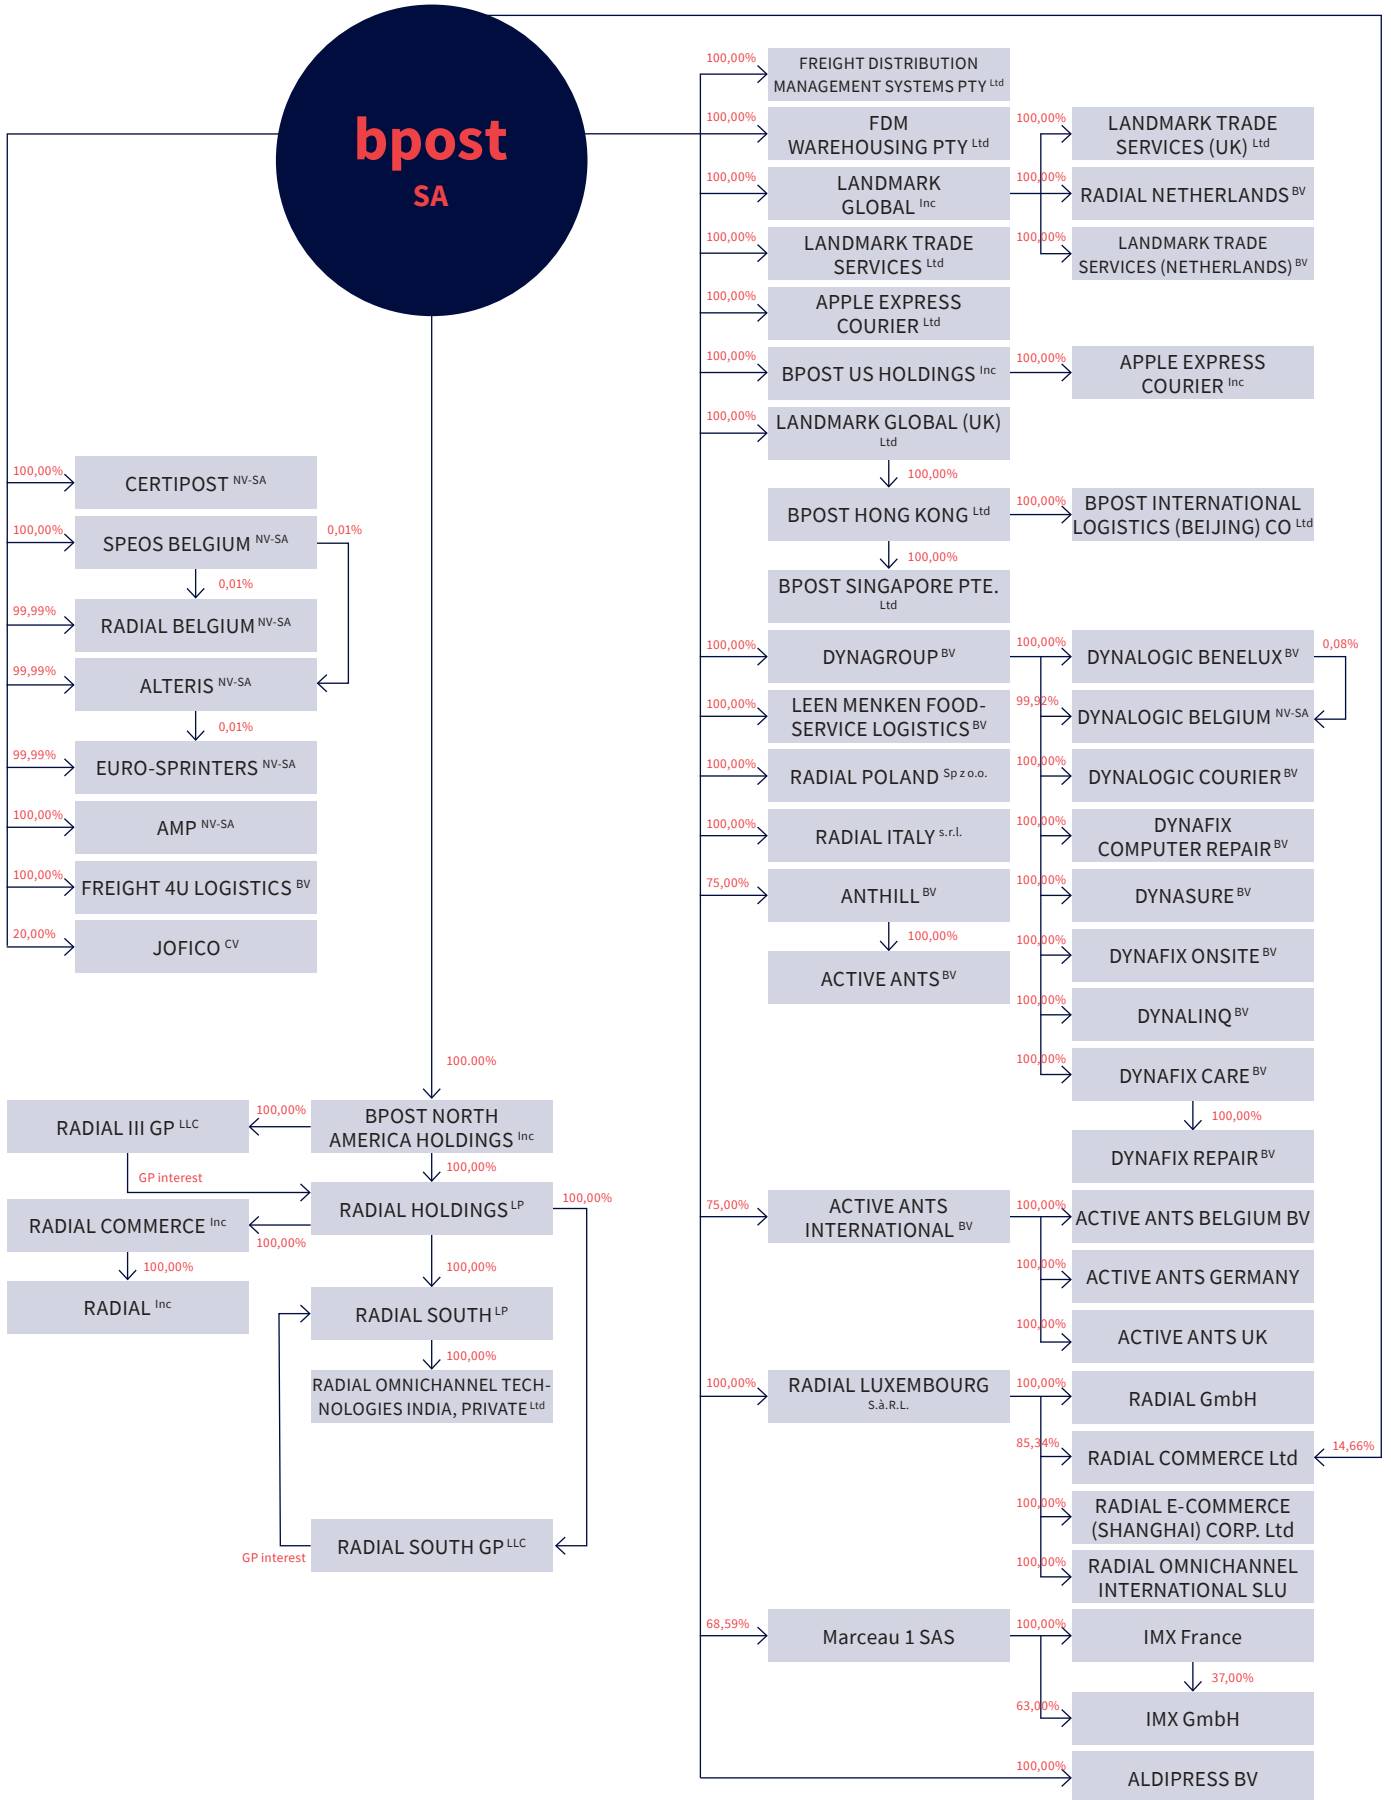 bpost
SA
100,00%
CERTIPOST NV-SA
100,00%
SPEOS BELGIUM NV-SA
0,01%
0,01%
99,99%
RADIAL BELGIUM NV-SA
99,99%
ALTERIS NV-SA
0,01%
99,99%
EURO-SPRINTERS NV-SA
100,00%
AMP NV-SA
100,00%
FREIGHT 4U LOGISTICS BV
20,00%
JOFICO CV
100.00%
BPOST NORTH
AMERICA HOLDINGS Inc
100,00%
RADIAL III GP LLC
GP interest
100,00%
RADIAL HOLDINGS LP
100,00%
RADIAL COMMERCE Inc
100,00%
100,00%
RADIAL Inc
100,00%
RADIAL SOUTH LP
100,00%
RADIAL OMNICHANNEL TECH-
NOLOGIES INDIA, PRIVATE Ltd
RADIAL SOUTH GP LLC
GP interest
100,00%
FREIGHT DISTRIBUTION
MANAGEMENT SYSTEMS PTY Ltd
100,00%
FDM
WAREHOUSING PTY Ltd
100,00%
LANDMARK
GLOBAL Inc
100,00%
LANDMARK TRADE
SERVICES (UK) Ltd
100,00%
RADIAL NETHERLANDS BV
100,00%
LANDMARK TRADE
SERVICES (NETHERLANDS) BV
100,00%
LANDMARK TRADE
SERVICES Ltd
100,00%
APPLE EXPRESS
COURIER Ltd
100,00%
BPOST US HOLDINGS Inc
100,00%
APPLE EXPRESS
COURIER Inc
100,00%
LANDMARK GLOBAL (UK)
Ltd
100,00%
BPOST HONG KONG Ltd
100,00%
BPOST INTERNATIONAL
LOGISTICS (BEIJING) CO Ltd
100,00%
BPOST SINGAPORE PTE.
Ltd
100,00%
DYNAGROUP BV
100,00%
DYNALOGIC BENELUX BV
0,08%
99,92%
DYNALOGIC BELGIUM NV-SA
100,00%
DYNALOGIC COURIER BV
100,00%
DYNAFIX
COMPUTER REPAIR BV
100,00%
DYNASURE BV
100,00%
DYNAFIX ONSITE BV
100,00%
DYNALINQ BV
100,00%
DYNAFIX CARE BV
100,00%
DYNAFIX REPAIR BV
100,00%
LEEN MENKEN FOOD-
SERVICE LOGISTICS BV
100,00%
RADIAL POLAND Sp z o.o.
100,00%
RADIAL ITALY s.r.l.
75,00%
ANTHILL BV
100,00%
ACTIVE ANTS BV
75,00%
ACTIVE ANTS
INTERNATIONAL BV
100,00%
ACTIVE ANTS BELGIUM BV
100,00%
ACTIVE ANTS GERMANY
100,00%
ACTIVE ANTS UK
100,00%
RADIAL LUXEMBOURG
S.à.R.L.
100,00%
RADIAL GmbH
85,34%
RADIAL COMMERCE Ltd
14,66%
100,00%
RADIAL E-COMMERCE
(SHANGHAI) CORP. Ltd
100,00%
RADIAL OMNICHANNEL
INTERNATIONAL SLU
68,59%
Marceau 1 SAS
100,00%
IMX France
37,00%
63,00%
IMX GmbH
100,00%
ALDIPRESS BV